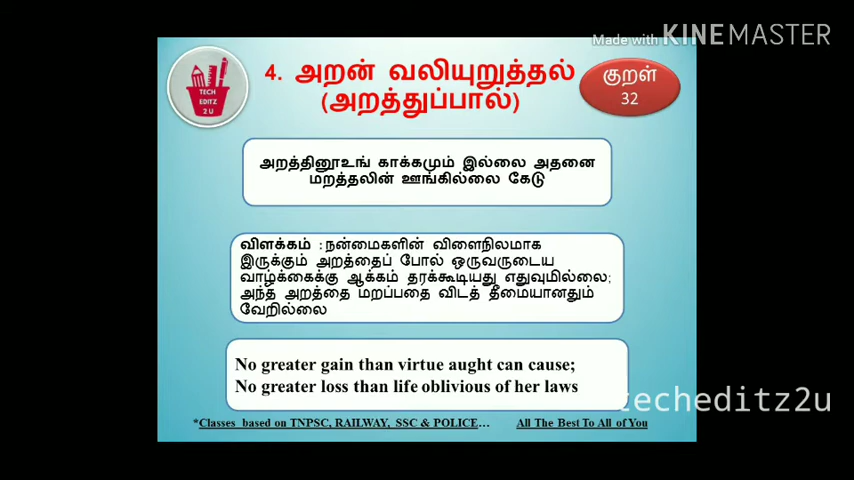 Made with KINEMASTER
TECH
EDITZ
2 U
4. அறன் வலியுறுத்தல்
(அறத்துப்பால்)
குறள்
32
அறத்தினூஉங் காக்கமும் இல்லை அதனை
மறத்தலின் ஊங்கில்லை கேடு
விளக்கம் :நன்மைகளின் விளைநிலமாக
இருக்கும் அறத்தைப் போல் ஒருவருடைய
வாழ்க்கைக்கு ஆக்கம் தரக்கூடியது எதுவுமில்லை;
அந்த அறத்தை மறப்பதை விடத் தீமையானதும்
வேறில்லை
No greater gain than virtue aught can cause;
No greater loss than life oblivious of her laws
techeditz2u
*Classes based on TNPSC, RAILWAY, SSC & POLICE... All The Best To All of You